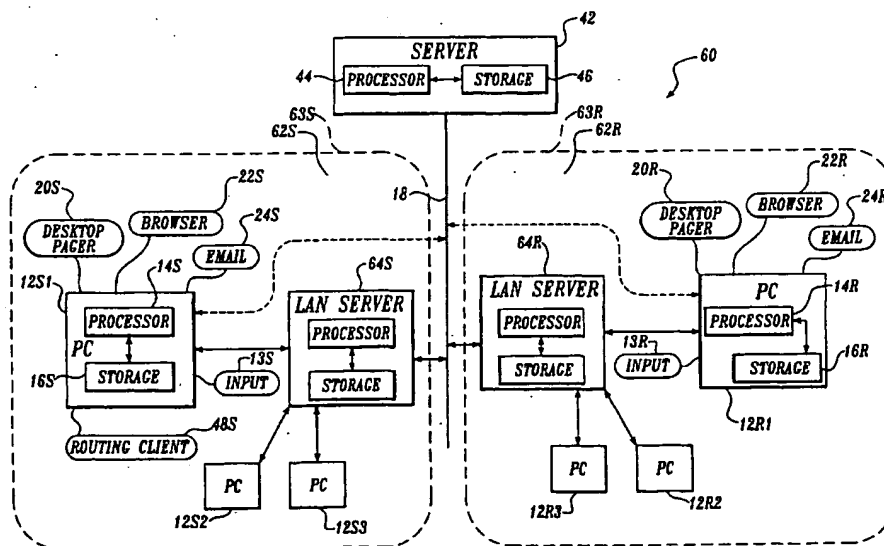 42
SERVER
44
PROCESSOR
STORAGE
46
60
63S
62S
63R
62R
20S
22S
BROWSER
24S
DESKTOP
PAGER
EMAIL
18
20R
22R
BROWSER
24R
DESKTOP
PAGER
EMAIL
14S
12S1
PROCESSOR
PC
16S
STORAGE
64S
LAN SERVER
PROCESSOR
STORAGE
13S
INPUT
48S
ROUTING CLIENT
PC
12S2
PC
12S3
64R
LAN SERVER
PROCESSOR
STORAGE
PC
14R
PROCESSOR
13R
INPUT
STORAGE
16R
12R1
PC
12R3
PC
12R2